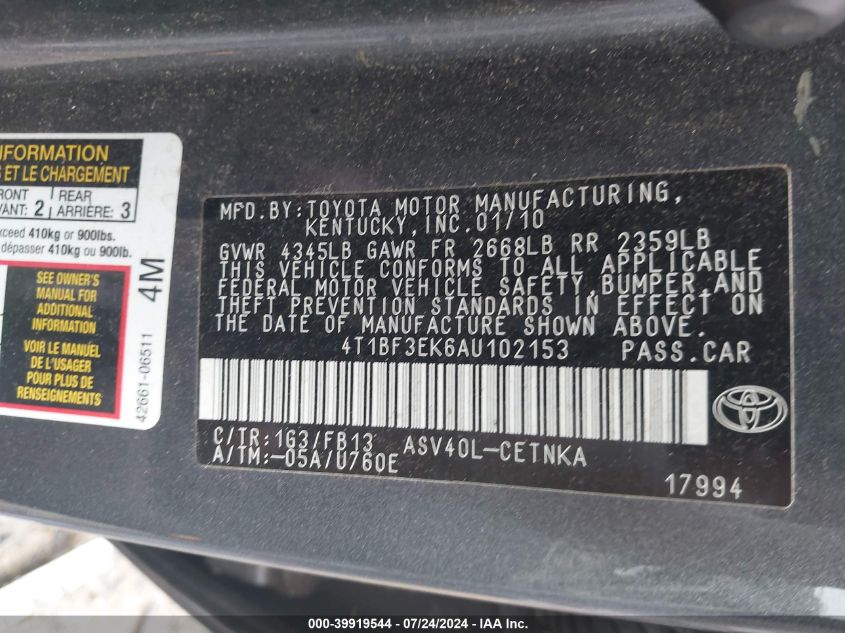 NFORMATION
S ET LE CHARGEMENT
RONT
VANT: 2
REAR
ARRIÈRE: 3
xceed 410kg or 900lbs.
dépasser 410kg ou 900lb.
SEE OWNER'S
MANUAL FOR
ADDITIONAL
INFORMATION
VOIR LE MANUEL
DE L'USAGER
POUR PLUS DE
RENSEIGNEMENTS
4M
42661-06511
MFD.BY:TOYOTA MOTOR MANUFACTURING,
KENTUCKY,INC.01/10
GVWR 4345LB GAWR FR 2668LB RR 2359LB
THIS VEHICLE CONFORMS TO ALL APPLICABLE
FEDERAL MOTOR VEHICLE SAFETY,BUMPER,AND
THEFT PREVENTION STANDARDS IN EFFECT ON
THE DATE OF MANUFACTURE SHOWN ABOVE.
4T1BF3EK6AU102153 PASS.CAR
C/TR:1G3/FB13 ASV40L-CETNKA
A/TM:-05A/U760E
17994
000-39919544 / 07/24/2024 - © IAA Inc.